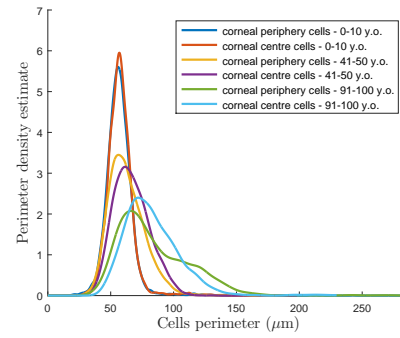 7
6
5
4
3
2
1
0
Perimeter density estimate
corneal periphery cells - 0-10 y.o.
corneal centre cells - 0-10 y.o.
corneal periphery cells - 41-50 y.o.
corneal centre cells - 41-50 y.o.
corneal periphery cells - 91-100 y.o.
corneal centre cells - 91-100 y.o.
0 50 100 150 200 250
Cells perimeter (μm)